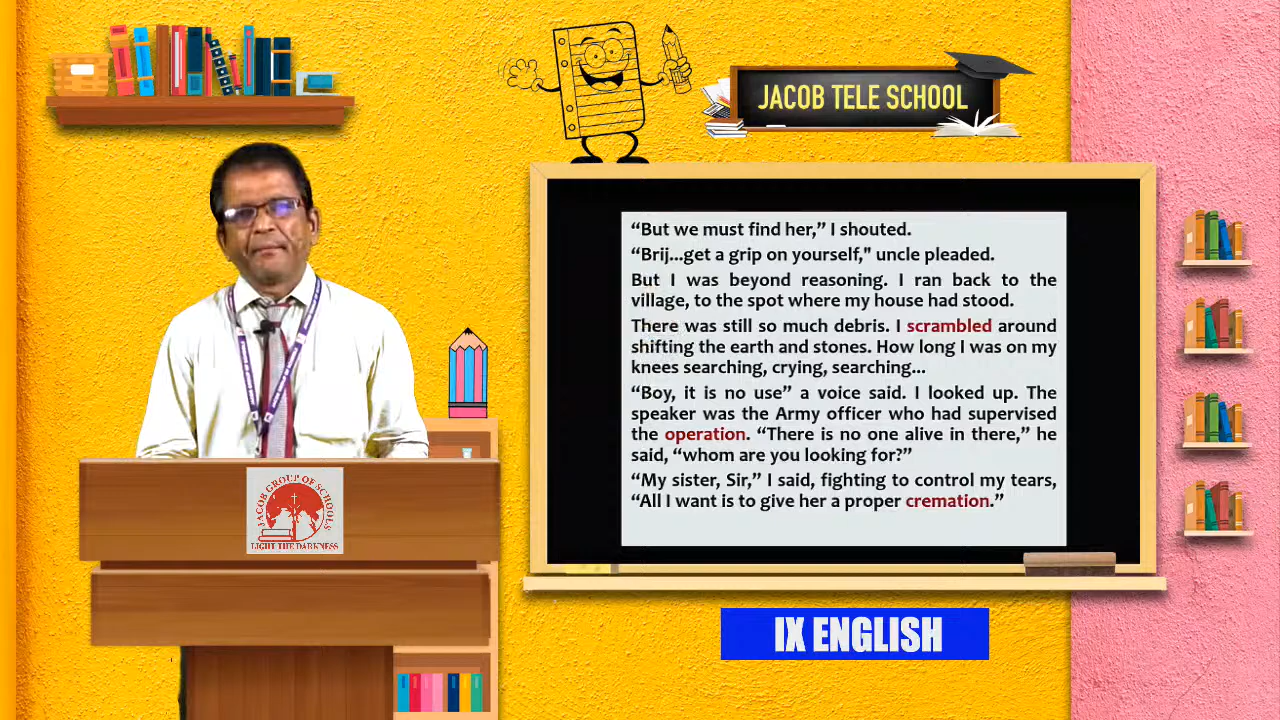 JACOB TELE SCHOOL
“But we must find her,” I shouted.
“Brij...get a grip on yourself," uncle pleaded.
But I was beyond reasoning. I ran back to the
village, to the spot where my house had stood.
There was still so much debris. I scrambled around
shifting the earth and stones. How long I was on my
knees searching, crying, searching...
“Boy, it is no use” a voice said. I looked up. The
speaker was the Army officer who had supervised
the operation. “There is no one alive in there,” he
said, “whom are you looking for?”
“My sister, Sir,” I said, fighting to control my tears,
“All I want is to give her a proper cremation.”
JACOB GROUP OF SCHOOLS
LIGHT THE DARKNESS
IX ENGLISH